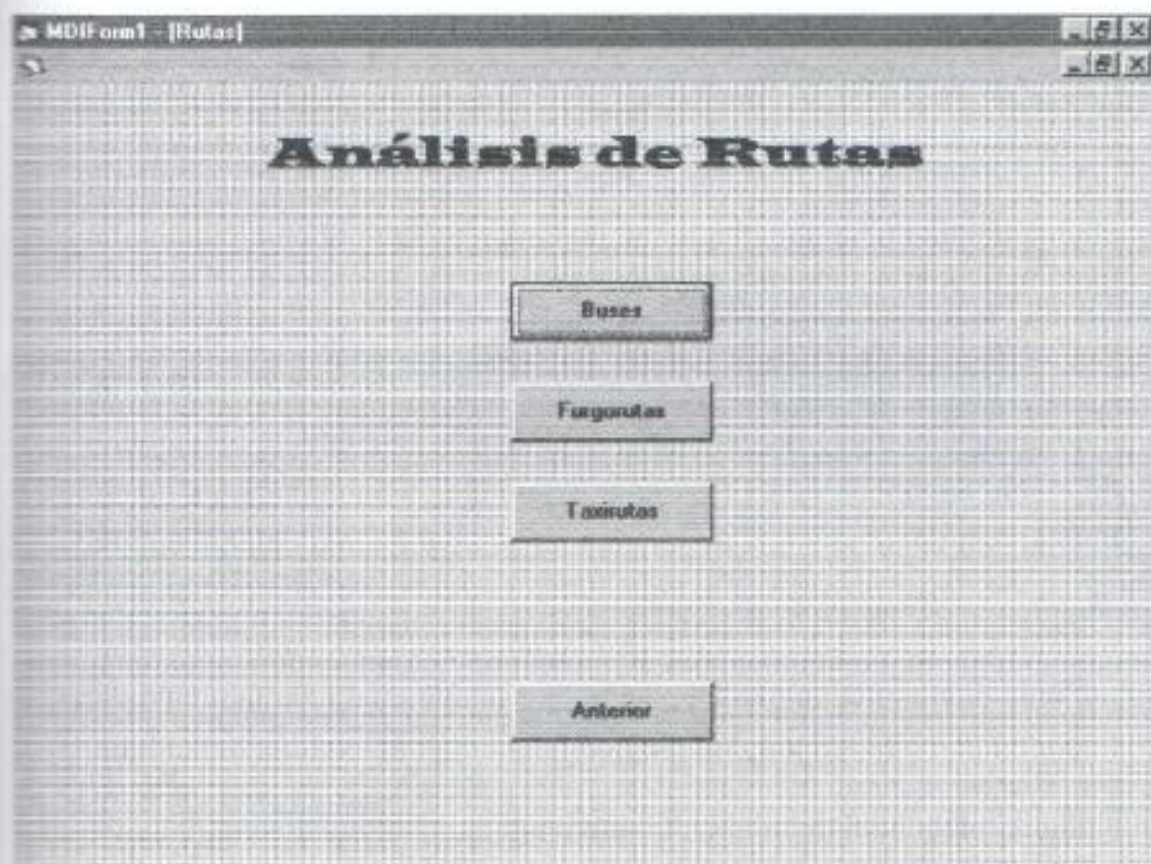 MDIForm1 - [Rutas]
Análisis de Rutas
Buses
Furgorutas
Taxirutas
Anterior